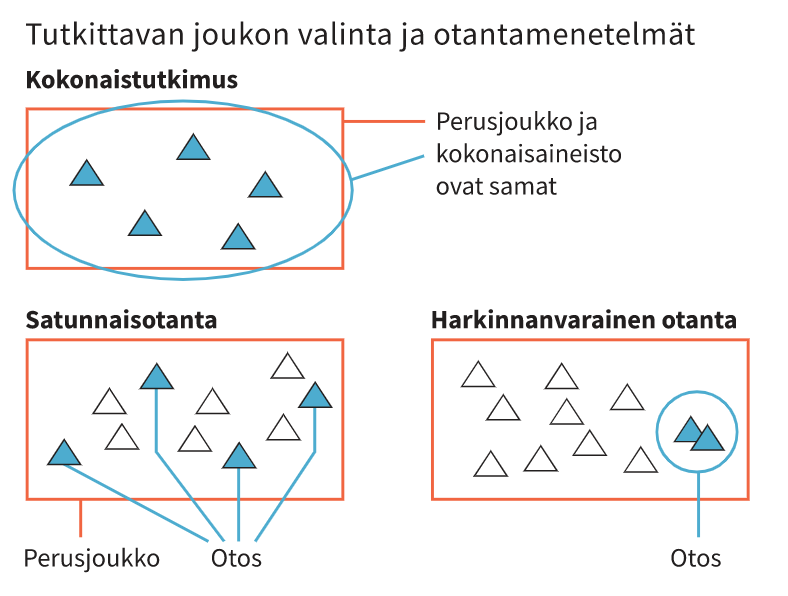 Tutkittavan joukon valinta ja otantamenetelmät
Kokonaistutkimus
Perusjoukko ja
kokonaisaineisto
ovat samat
Satunnaisotanta
Harkinnanvarainen otanta
Perusjoukko
Otos
Otos